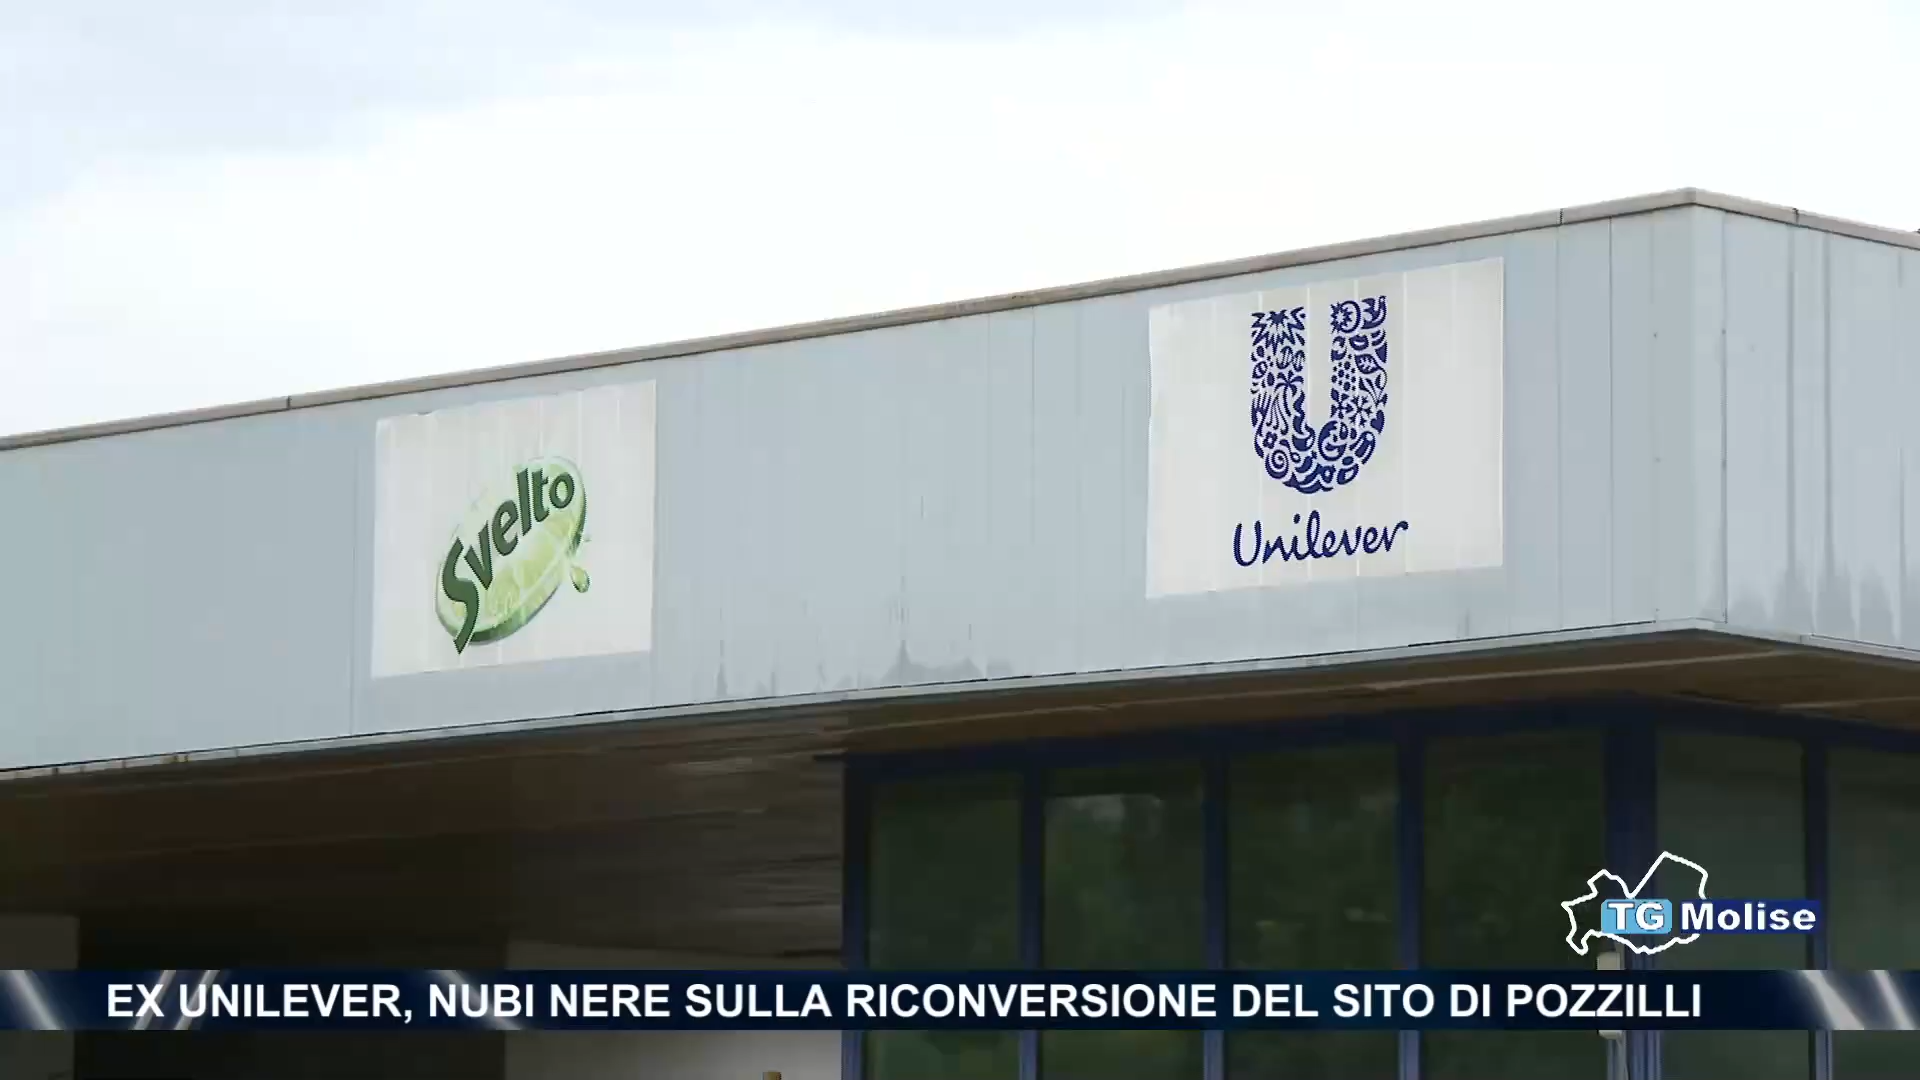 Svelto
Unilever
TG Molise
EX UNILEVER, NUBI NERE SULLA RICONVERSIONE DEL SITO DI POZZILLI